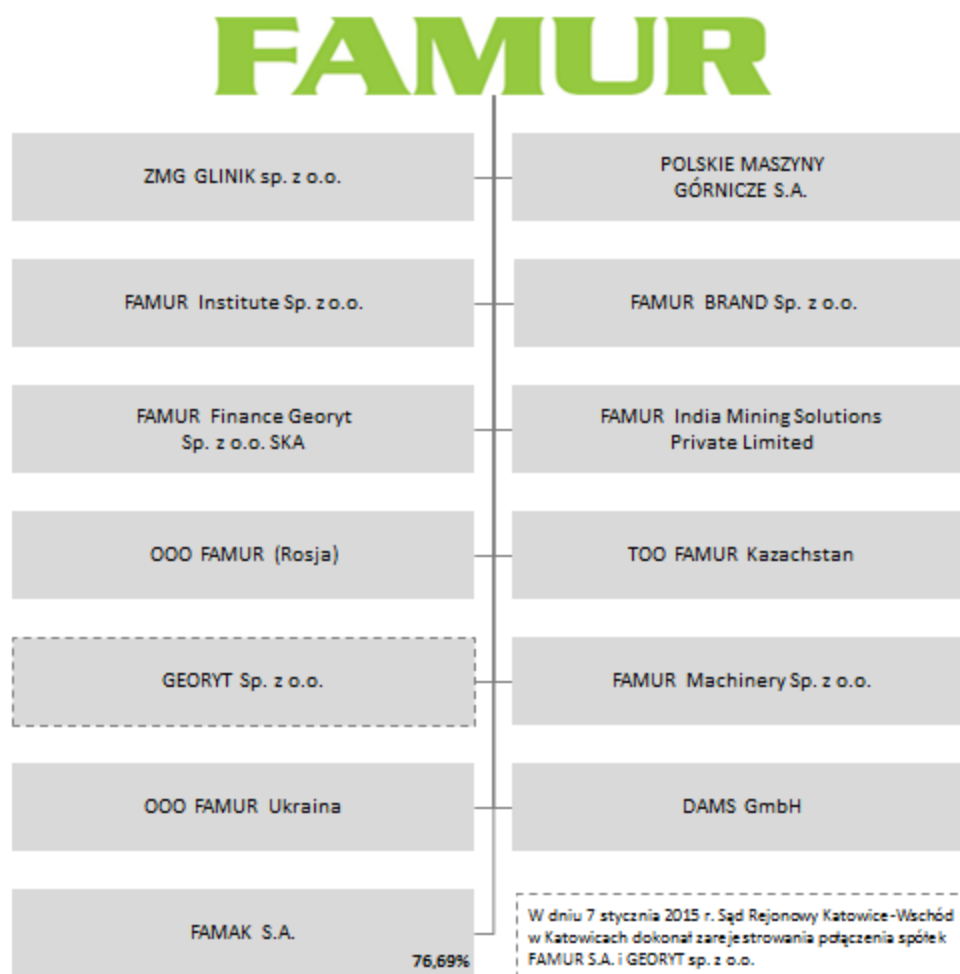 FAMUR
ZMG GLINIK sp. z o.o.
POLSKIE MASZYNY
GÓRNICZE S.A.
FAMUR Institute Sp. z o.o.
FAMUR BRAND Sp. z o.o.
FAMUR Finance Georyt
Sp. z o.o. SKA
FAMUR India Mining Solutions
Private Limited
OOO FAMUR (Rosja)
TOO FAMUR Kazachstan
GEORYT Sp. z o.o.
FAMUR Machinery Sp. z o.o.
OOO FAMUR Ukraina
DAMS GmbH
FAMAK S.A.
76,69%
W dniu 7 stycznia 2015 r. Sąd Rejonowy Katowice-Wschód
w Katowicach dokonał zarejestrowania połączenia spółek
FAMUR S.A. i GEORYT sp. z o.o.